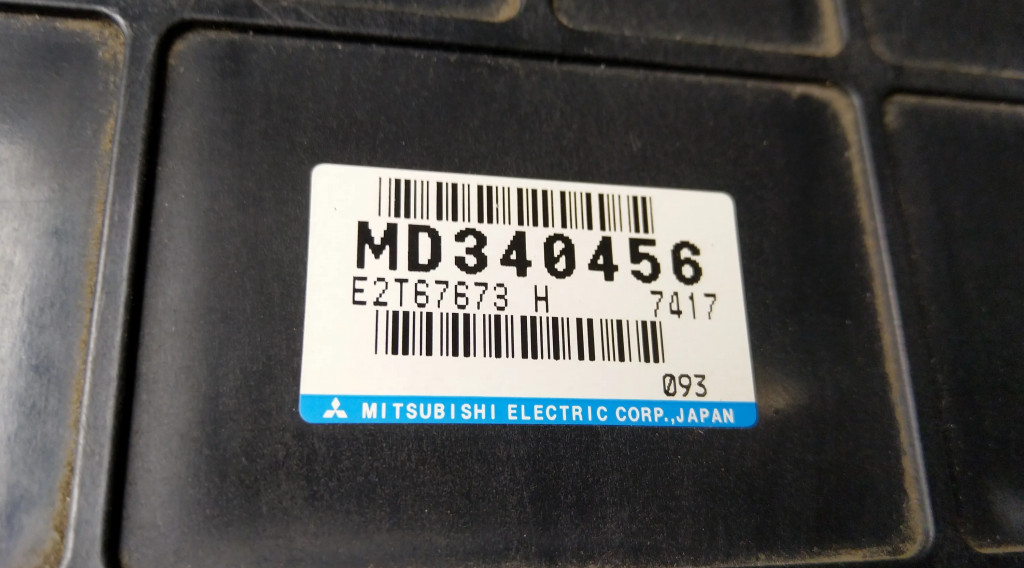 MD340456
E2T67673 H 7417
093
MITSUBISHI ELECTRIC CORP.,JAPAN